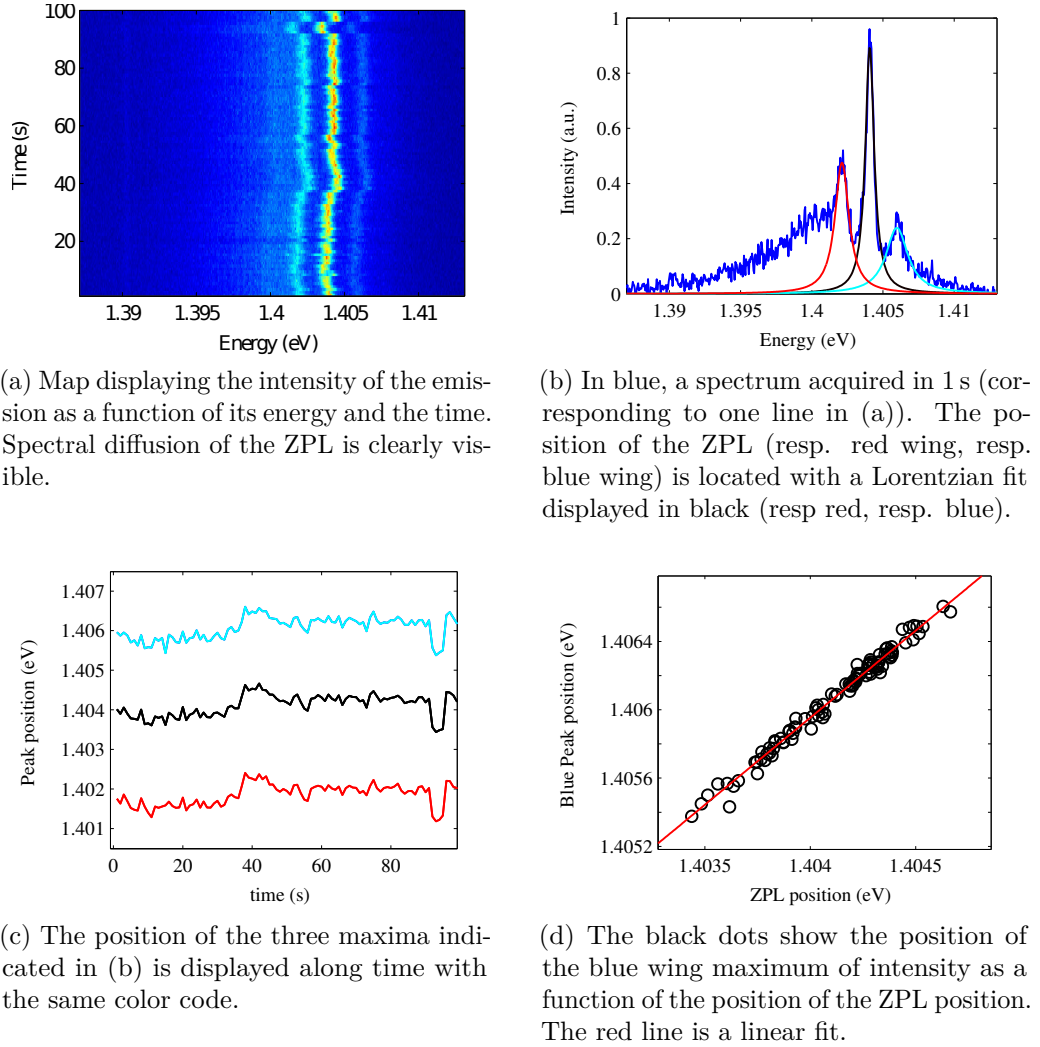 100
80
60
40
20
Time (s)
1.39 1.395 1.40 1.405 1.41
Energy (eV)
1
0.8
0.6
0.4
0.2
0
Intensity (a.u.)
1.39 1.395 1.4 1.405 1.41
Energy (eV)
(a) Map displaying the intensity of the emis-
sion as a function of its energy and the time.
Spectral diffusion of the ZPL is clearly vis-
ible.
(b) In blue, a spectrum acquired in 1 s (cor-
responding to one line in (a)). The po-
sition of the ZPL (resp. red wing, resp.
blue wing) is located with a Lorentzian fit
displayed in black (resp red, resp. blue).
1.407
1.406
1.405
1.404
1.403
1.402
1.401
Peak position (eV)
0 20 40 60 80
time (s)
1.4064
1.406
1.4056
1.4052
Blue Peak position (eV)
1.4035 1.404 1.4045
ZPL position (eV)
(c) The position of the three maxima indi-
cated in (b) is displayed along time with
the same color code.
(d) The black dots show the position of
the blue wing maximum of intensity as a
function of the position of the ZPL position.
The red line is a linear fit.